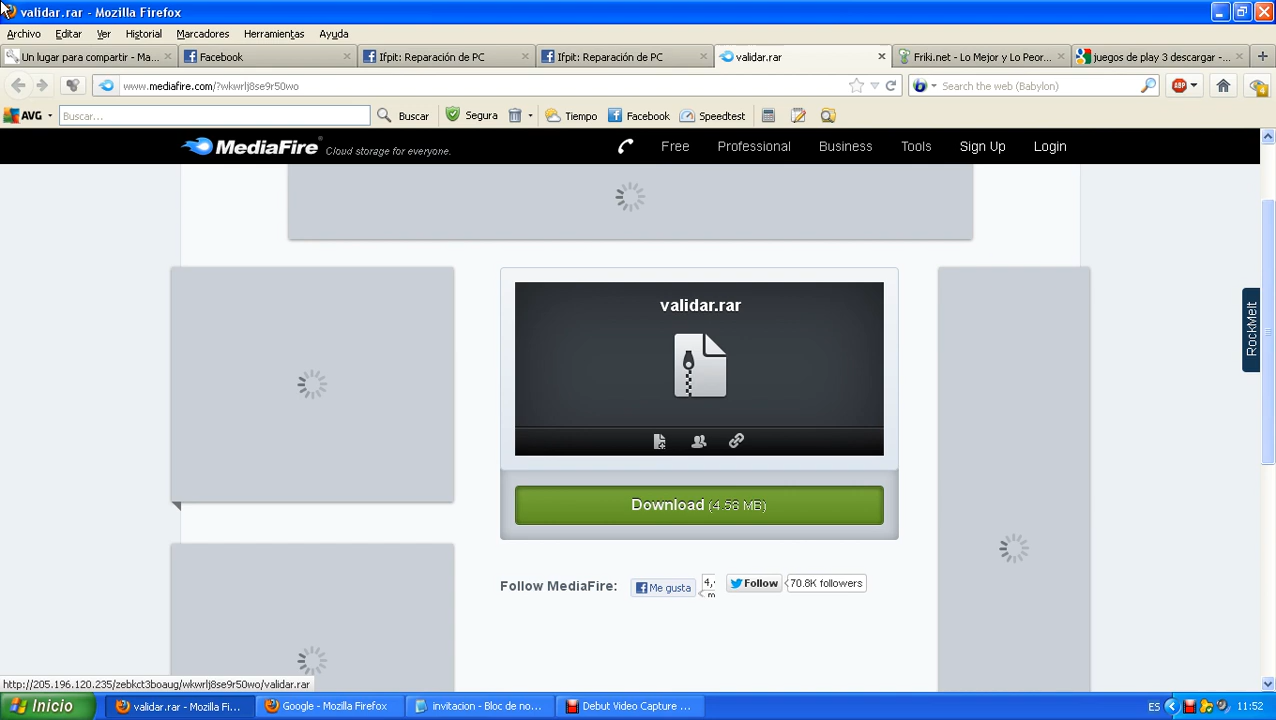 validar.rar - Mozilla Firefox
Archivo Editar Ver Historial Marcadores Herramientas Ayuda
Un lugar para compartir - Ma... Facebook Ifpit: Reparación de PC Ifpit: Reparación de PC validar.rar Friki.net - Lo Mejor y Lo Peor... juegos de play 3 descargar - ...
www.mediafire.com/?wkwrlj8se9r50wo Search the web (Babylon) ABP 4
AVG Buscar... Buscar Segura Tiempo Facebook Speedtest
MediaFire Cloud storage for everyone. Free Professional Business Tools Sign Up Login
validar.rar
RockMelt
Download (4.56 MB)
Follow MediaFire: Me gusta 4, m Follow 70.8K followers
http://205.196.120.235/zebkct3boaug/wkwrlj8se9r50wo/validar.rar
Inicio validar.rar - Mozilla Fi... Google - Mozilla Firefox invitacion - Bloc de no... Debut Video Capture ... ES 11:52